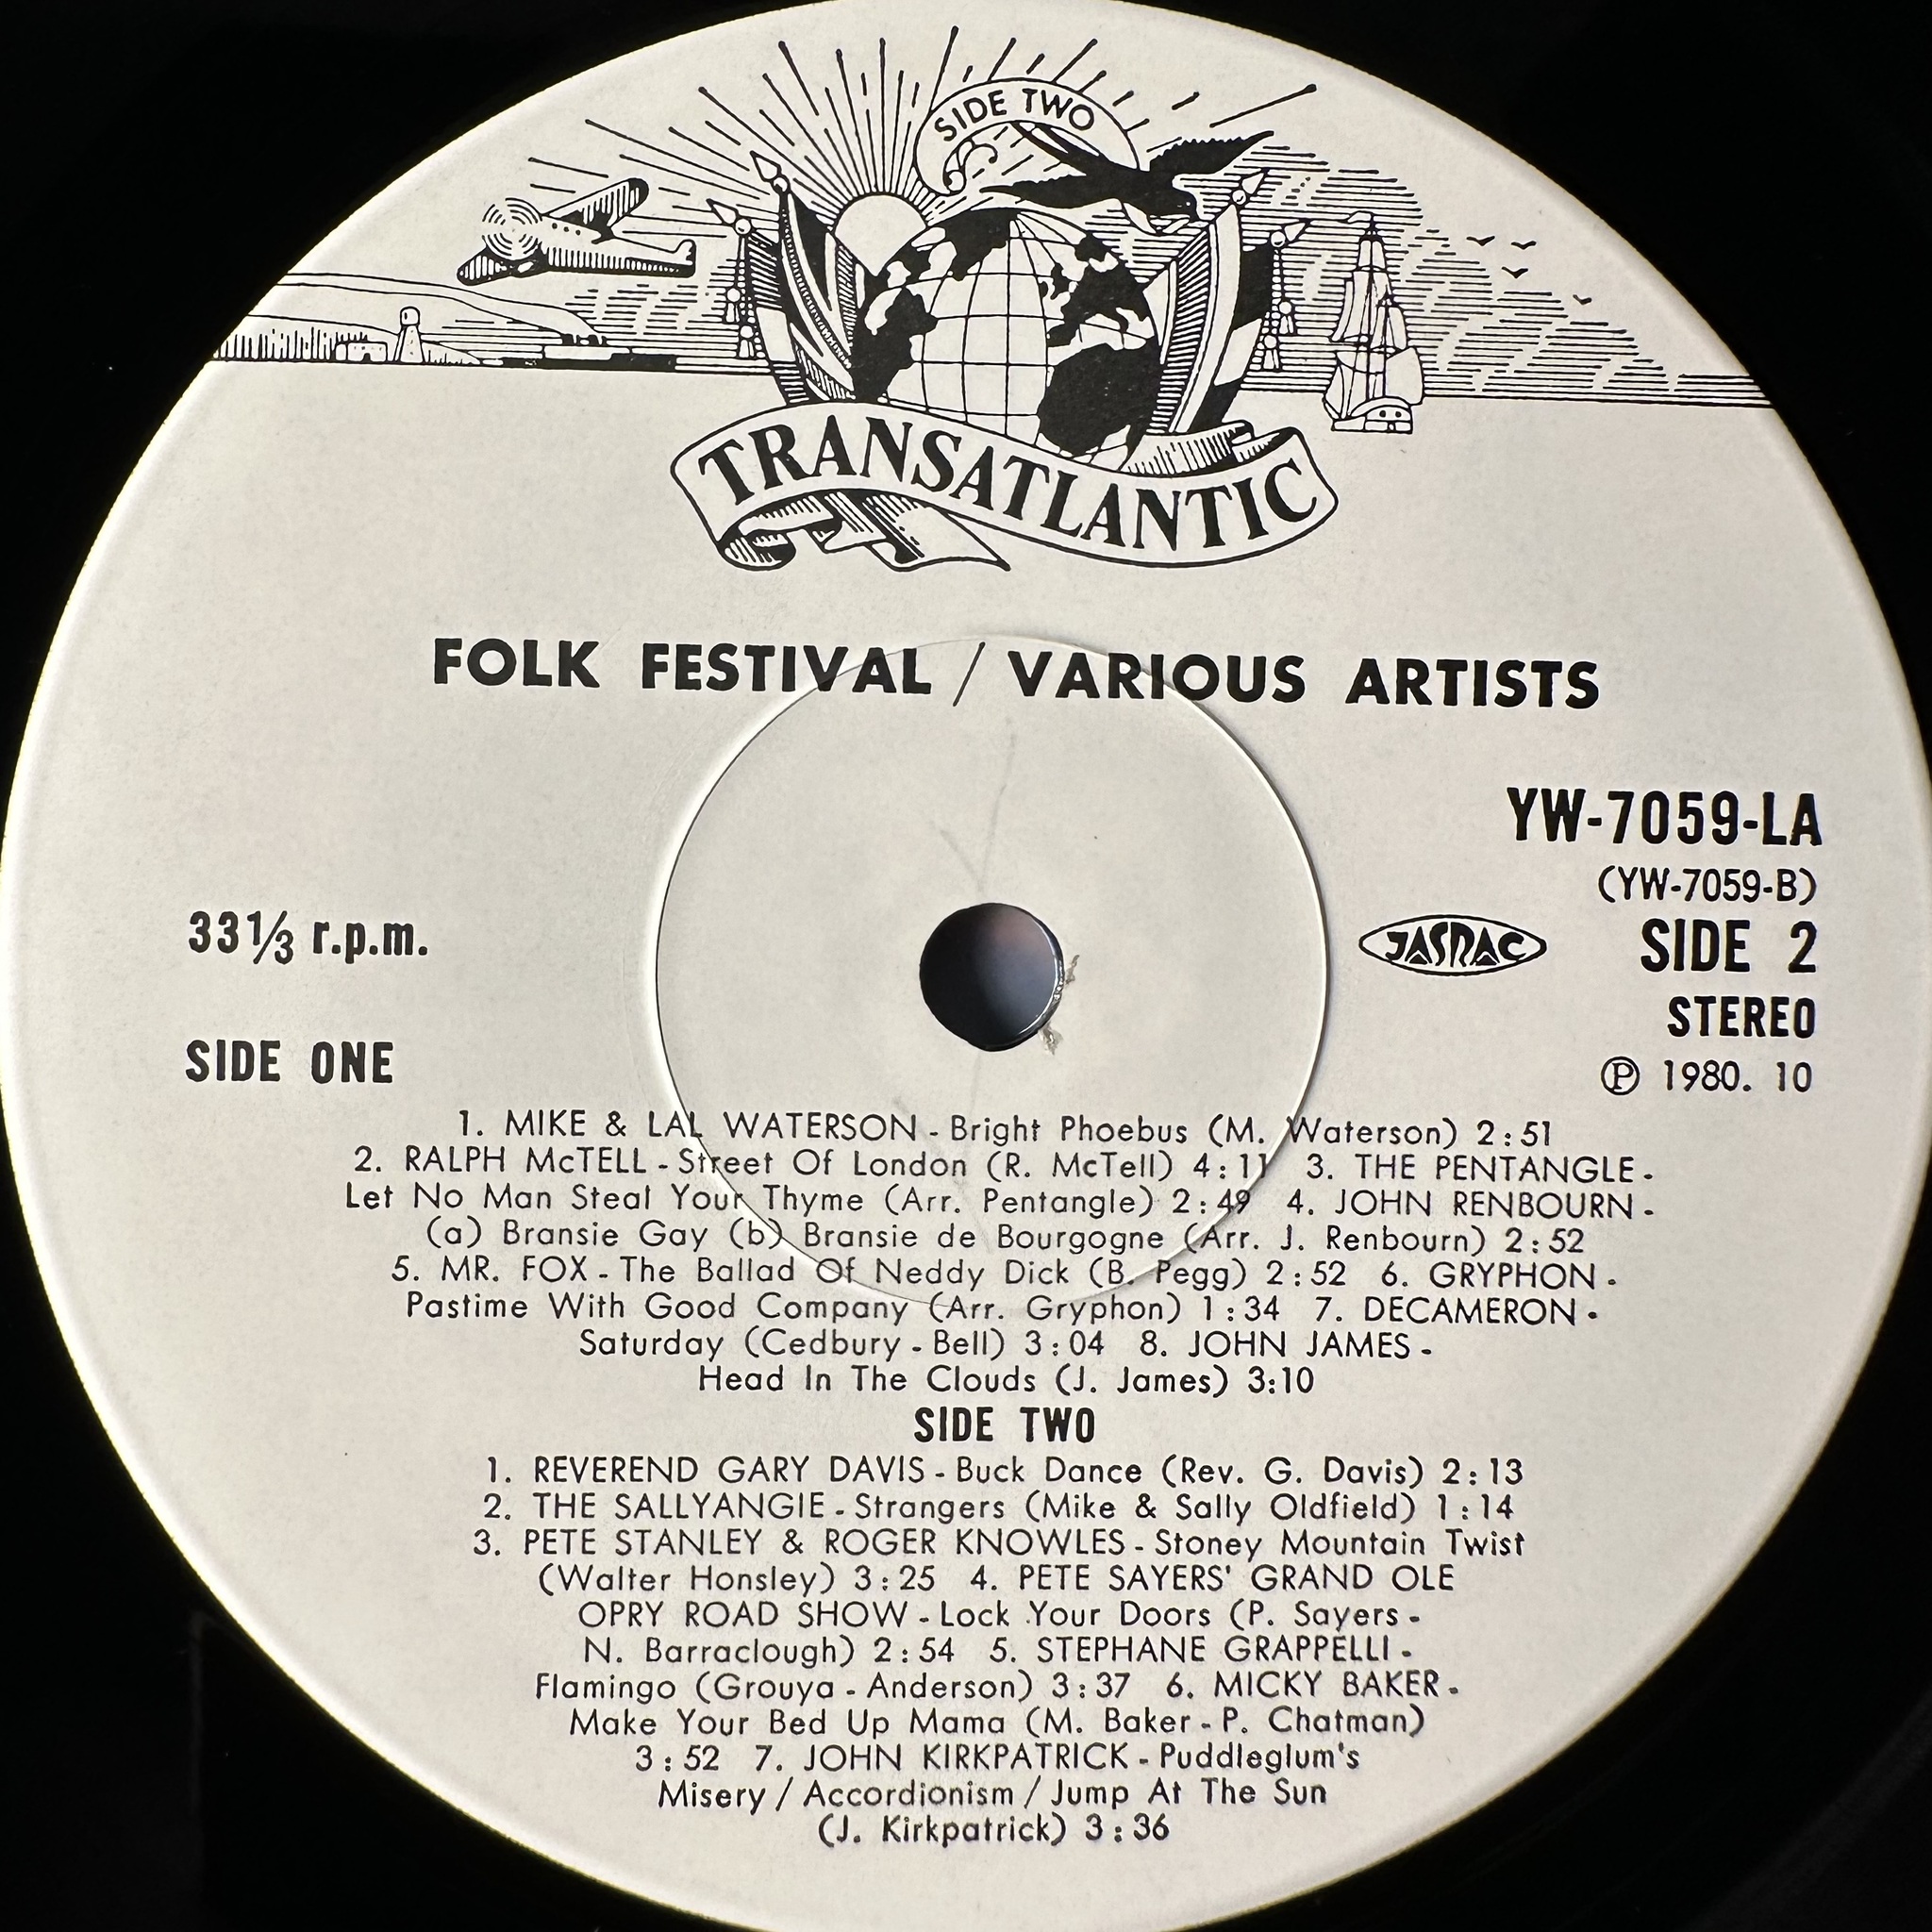 SIDE TWO
TRANSATLANTIC
FOLK FESTIVAL / VARIOUS ARTISTS
YW-7059-LA
(YW-7059-B)
33 1/3 r.p.m.
JASRAC
SIDE 2
STEREO
SIDE ONE
Ⓟ 1980. 10
1. MIKE & LAL WATERSON - Bright Phoebus (M. Waterson) 2:51
2. RALPH McTELL - Street Of London (R. McTell) 4:11 3. THE PENTANGLE -
Let No Man Steal Your Thyme (Arr. Pentangle) 2:49 4. JOHN RENBOURN -
(a) Bransie Gay (b) Bransie de Bourgogne (Arr. J. Renbourn) 2:52
5. MR. FOX - The Ballad Of Neddy Dick (B. Pegg) 2:52 6. GRYPHON -
Pastime With Good Company (Arr. Gryphon) 1:34 7. DECAMERON -
Saturday (Cedbury - Bell) 3:04 8. JOHN JAMES -
Head In The Clouds (J. James) 3:10
SIDE TWO
1. REVEREND GARY DAVIS - Buck Dance (Rev. G. Davis) 2:13
2. THE SALLYANGIE - Strangers (Mike & Sally Oldfield) 1:14
3. PETE STANLEY & ROGER KNOWLES - Stoney Mountain Twist
(Walter Honsley) 3:25 4. PETE SAYERS' GRAND OLE
OPRY ROAD SHOW - Lock Your Doors (P. Sayers -
N. Barraclough) 2:54 5. STEPHANE GRAPPELLI -
Flamingo (Grouya - Anderson) 3:37 6. MICKY BAKER -
Make Your Bed Up Mama (M. Baker - P. Chatman)
3:52 7. JOHN KIRKPATRICK - Puddleglum's
Misery / Accordionism / Jump At The Sun
(J. Kirkpatrick) 3:36